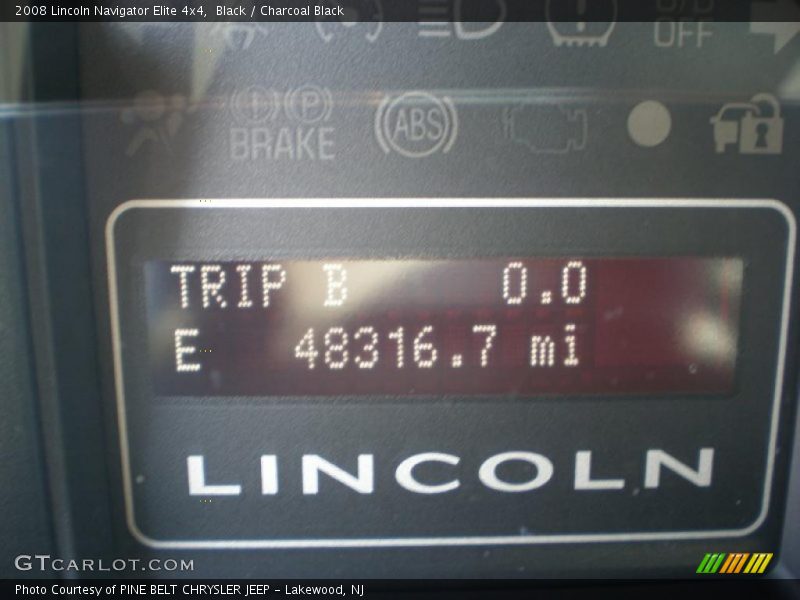 2008 Lincoln Navigator Elite 4x4,  Black / Charcoal Black
OFF
P
BRAKE
ABS
TRIP B 0.0
E 48316.7 mi
LINCOLN
GTCARLOT.COM
Photo Courtesy of PINE BELT CHRYSLER JEEP - Lakewood, NJ